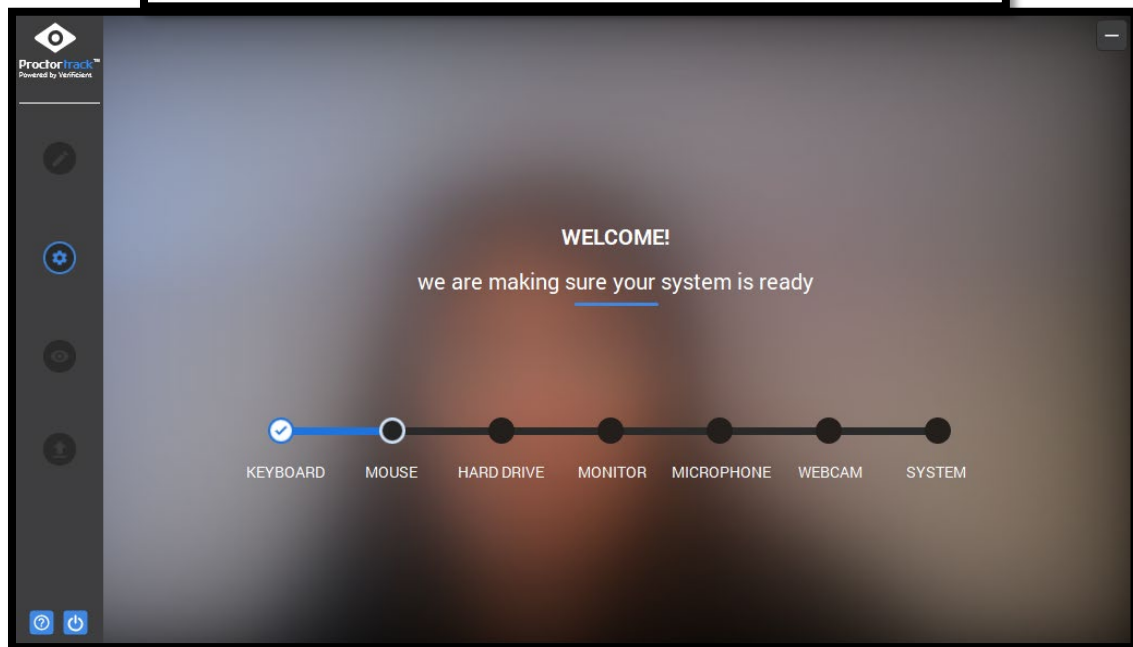 Proctortrack™
Powered by Verificient
WELCOME!
we are making sure your system is ready
KEYBOARD MOUSE HARD DRIVE MONITOR MICROPHONE WEBCAM SYSTEM